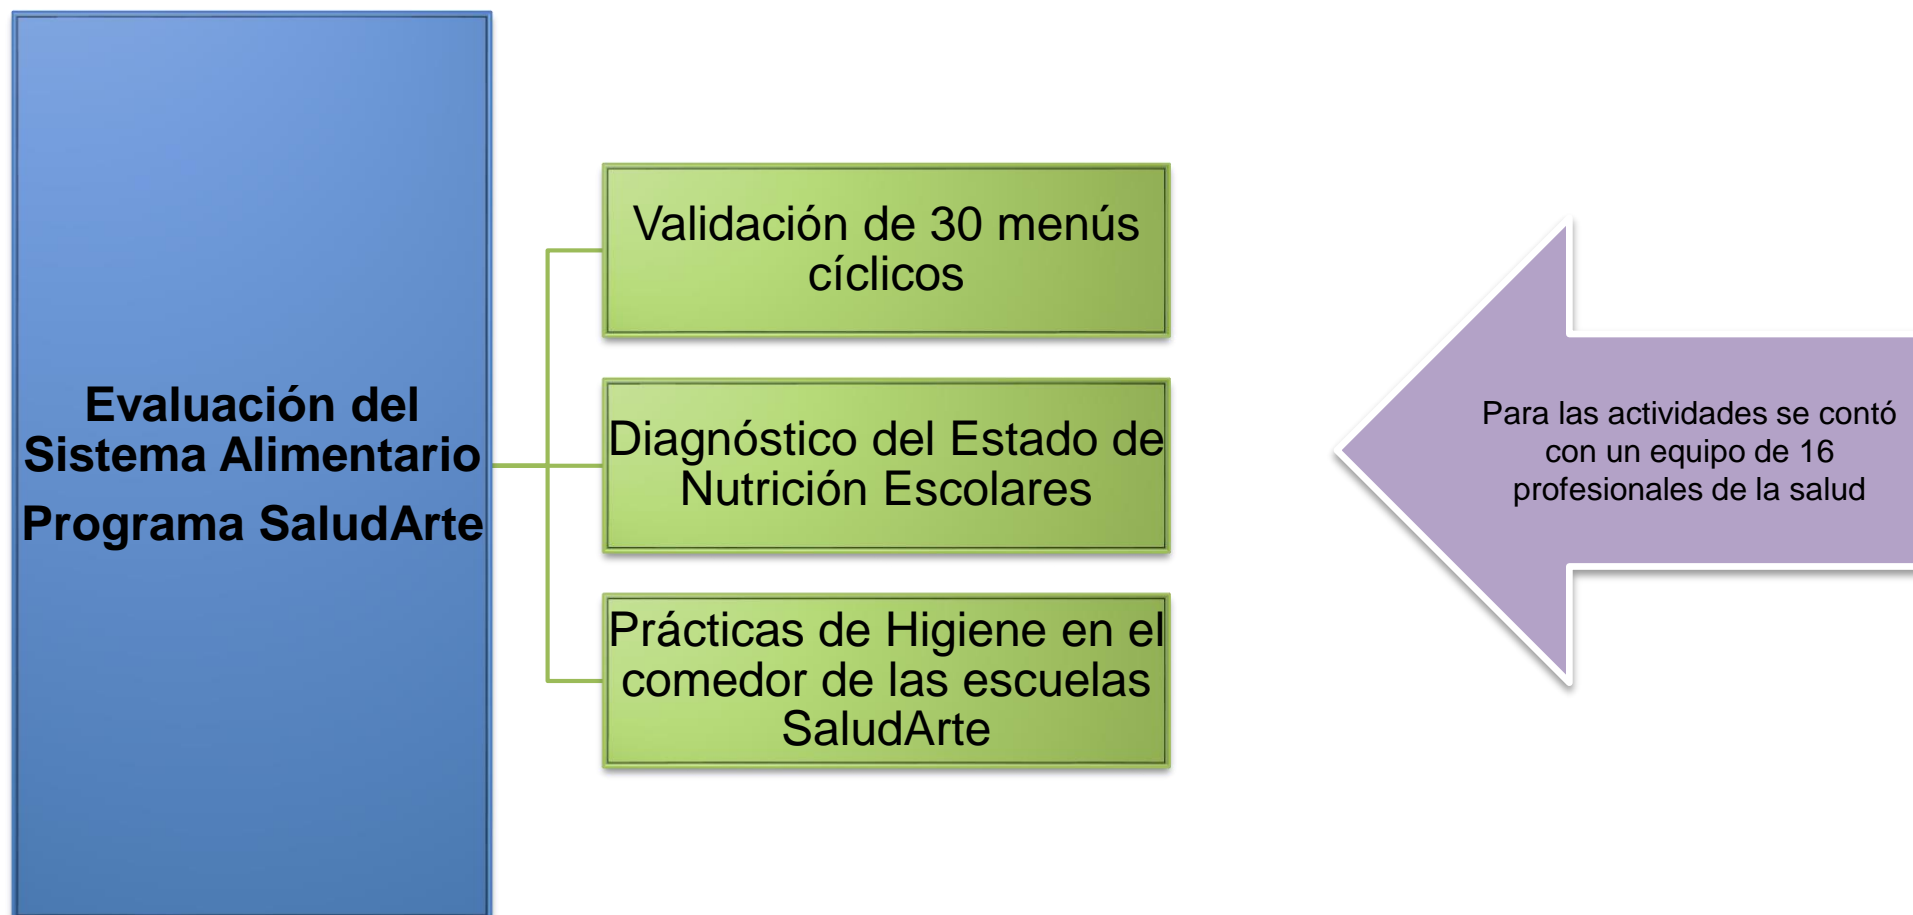 Evaluación del
Sistema Alimentario
Programa SaludArte
Validación de 30 menús
cíclicos
Diagnóstico del Estado de
Nutrición Escolares
Prácticas de Higiene en el
comedor de las escuelas
SaludArte
Para las actividades se contó
con un equipo de 16
profesionales de la salud